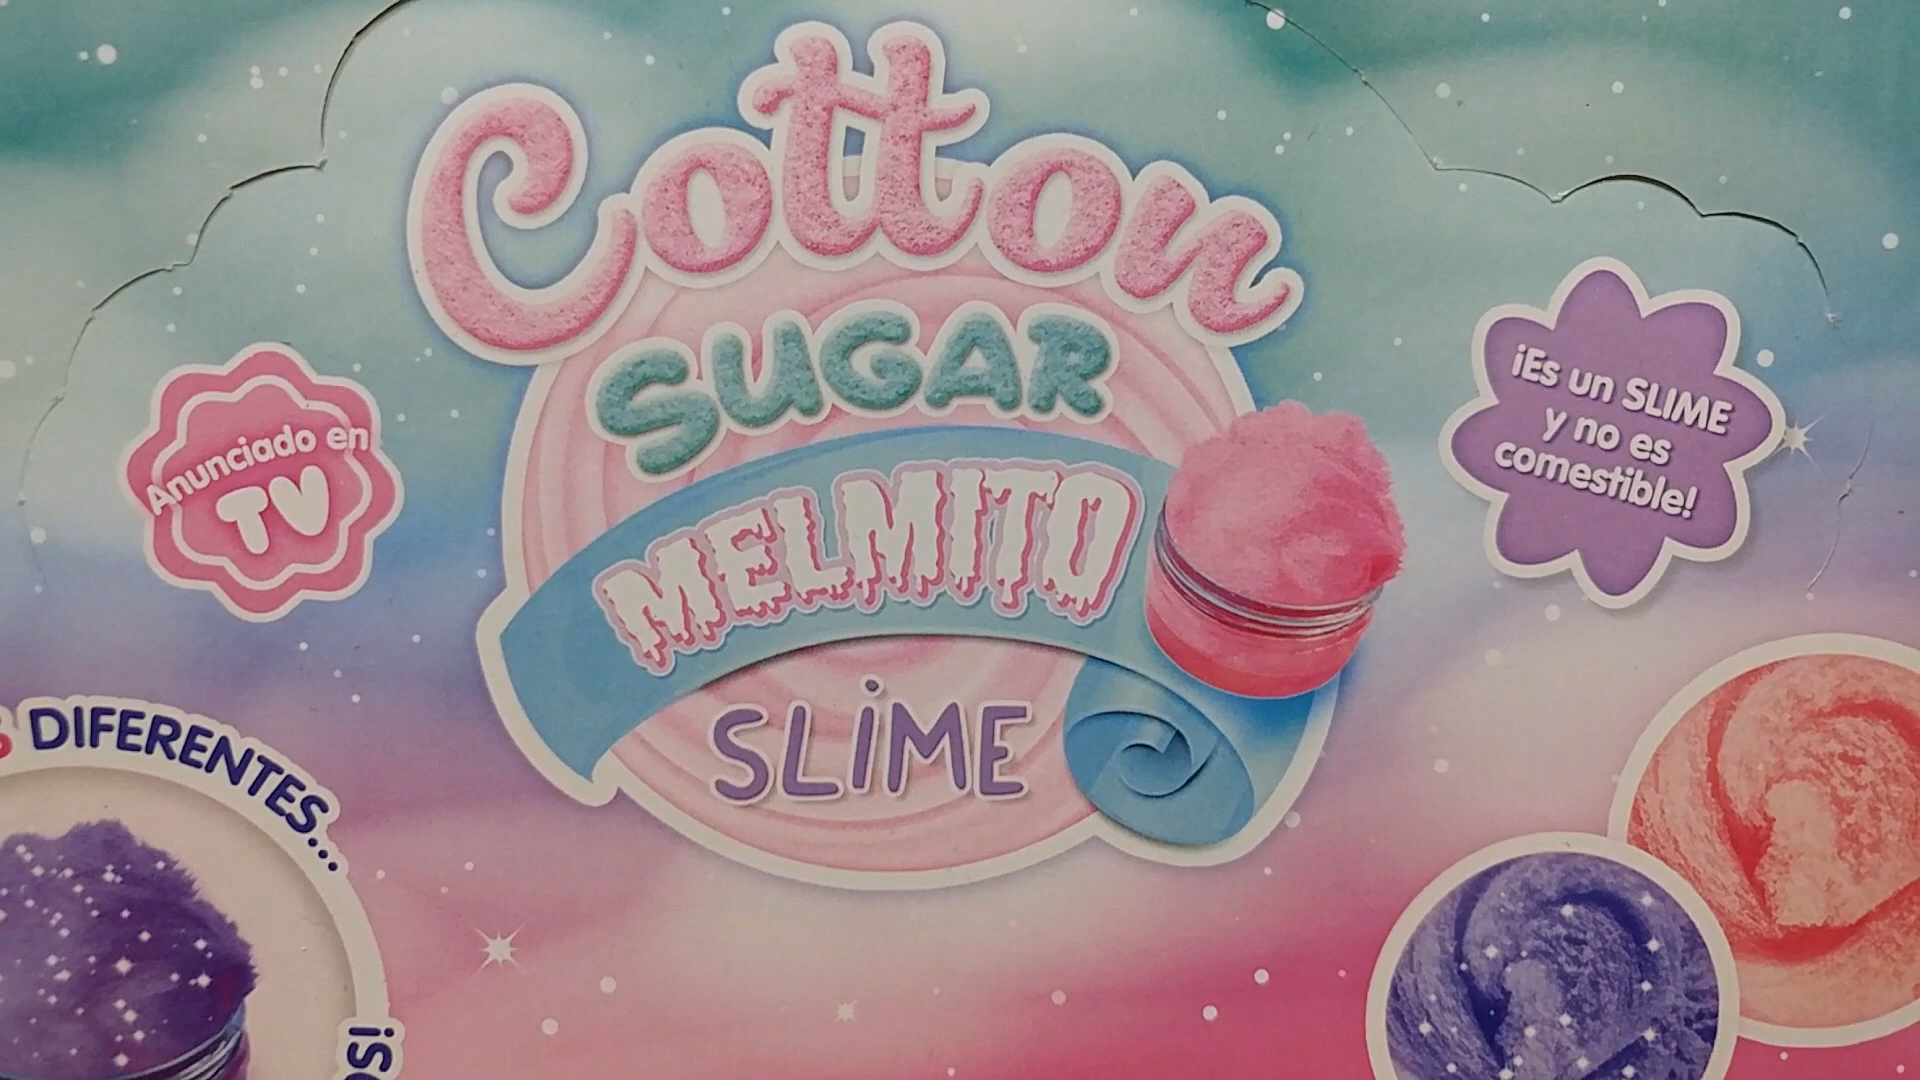 Cotton
SUGAR
MELMITO
SLiME
Anunciado en
TV
¡Es un SLIME
y no es
comestible!
DIFERENTES...